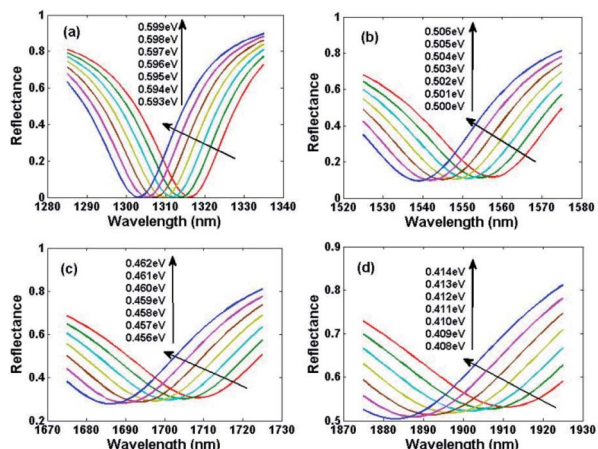 (a)
0.599eV
0.598eV
0.597eV
0.596eV
0.595eV
0.594eV
0.593eV
Reflectance
1
0.8
0.6
0.4
0.2
0
1280 1290 1300 1310 1320 1330 1340
Wavelength (nm)
(b)
0.506eV
0.505eV
0.504eV
0.503eV
0.502eV
0.501eV
0.500eV
Reflectance
1
0.8
0.6
0.4
0.2
0
1520 1530 1540 1550 1560 1570 1580
Wavelength (nm)
(c)
0.462eV
0.461eV
0.460eV
0.459eV
0.458eV
0.457eV
0.456eV
Reflectance
1
0.8
0.6
0.4
0.2
1670 1680 1690 1700 1710 1720 1730
Wavelength (nm)
(d)
0.414eV
0.413eV
0.412eV
0.411eV
0.410eV
0.409eV
0.408eV
Reflectance
0.9
0.8
0.7
0.6
0.5
1870 1880 1890 1900 1910 1920 1930
Wavelength (nm)